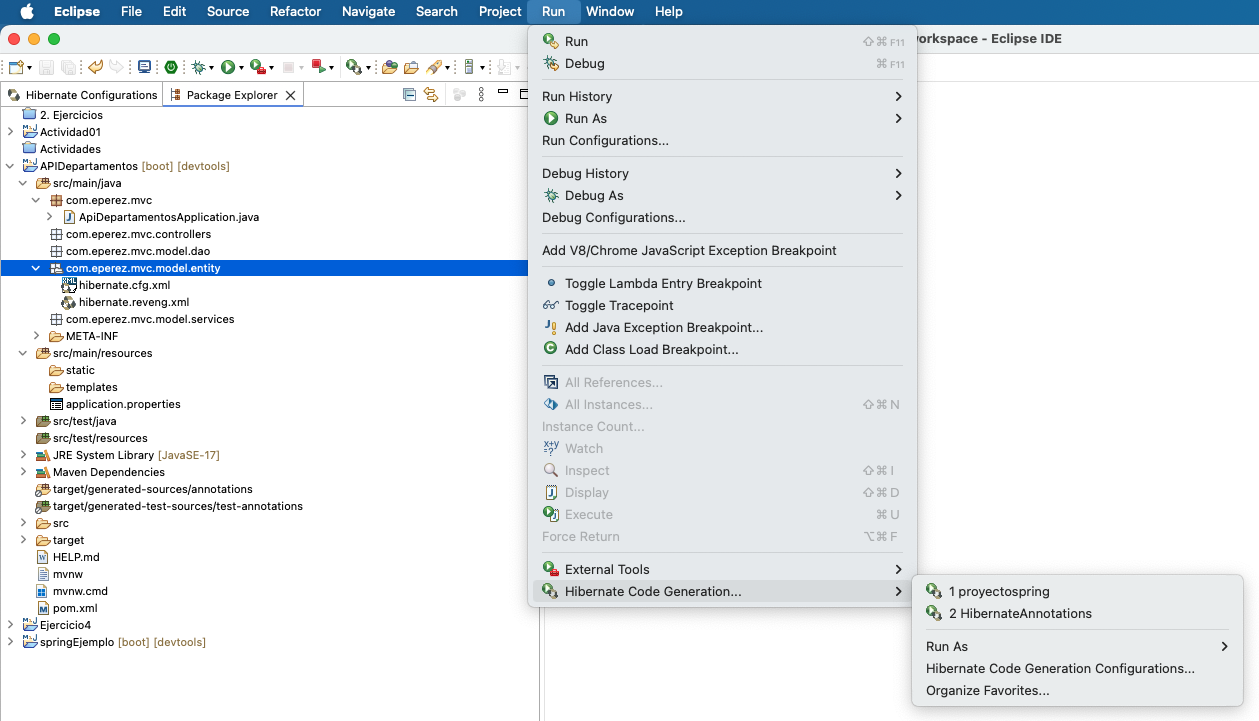 Eclipse File Edit Source Refactor Navigate Search Project Run Window Help
orkspace - Eclipse IDE
Hibernate Configurations Package Explorer
2. Ejercicios
Actividad01
Actividades
APIDepartamentos [boot] [devtools]
src/main/java
com.eperez.mvc
ApiDepartamentosApplication.java
com.eperez.mvc.controllers
com.eperez.mvc.model.dao
com.eperez.mvc.model.entity
hibernate.cfg.xml
hibernate.reveng.xml
com.eperez.mvc.model.services
META-INF
src/main/resources
static
templates
application.properties
src/test/java
src/test/resources
JRE System Library [JavaSE-17]
Maven Dependencies
target/generated-sources/annotations
target/generated-test-sources/test-annotations
src
target
HELP.md
mvnw
mvnw.cmd
pom.xml
Ejercicio4
springEjemplo [boot] [devtools]
Run ⇧⌘F11
Debug ⌘F11
Run History
Run As
Run Configurations...
Debug History
Debug As
Debug Configurations...
Add V8/Chrome JavaScript Exception Breakpoint
Toggle Lambda Entry Breakpoint
Toggle Tracepoint
Add Java Exception Breakpoint...
Add Class Load Breakpoint...
All References...
All Instances... ⇧⌘N
Instance Count...
Watch
Inspect ⇧⌘I
Display ⇧⌘D
Execute ⌘U
Force Return ⌥⌘F
External Tools
Hibernate Code Generation...
1 proyectospring
2 HibernateAnnotations
Run As
Hibernate Code Generation Configurations...
Organize Favorites...